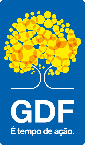 GDF
É tempo de ação.